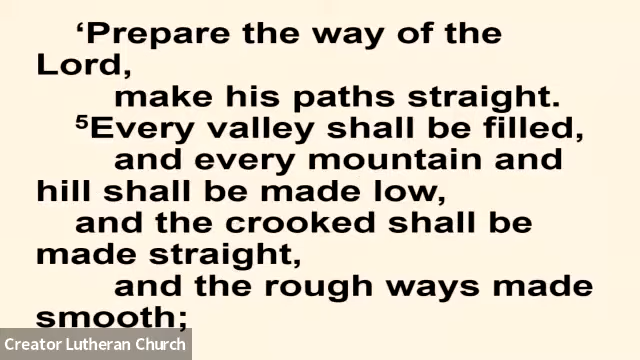 ‘Prepare the way of the
Lord,
make his paths straight.
⁵Every valley shall be filled,
and every mountain and
hill shall be made low,
and the crooked shall be
made straight,
and the rough ways made
smooth;
Creator Lutheran Church